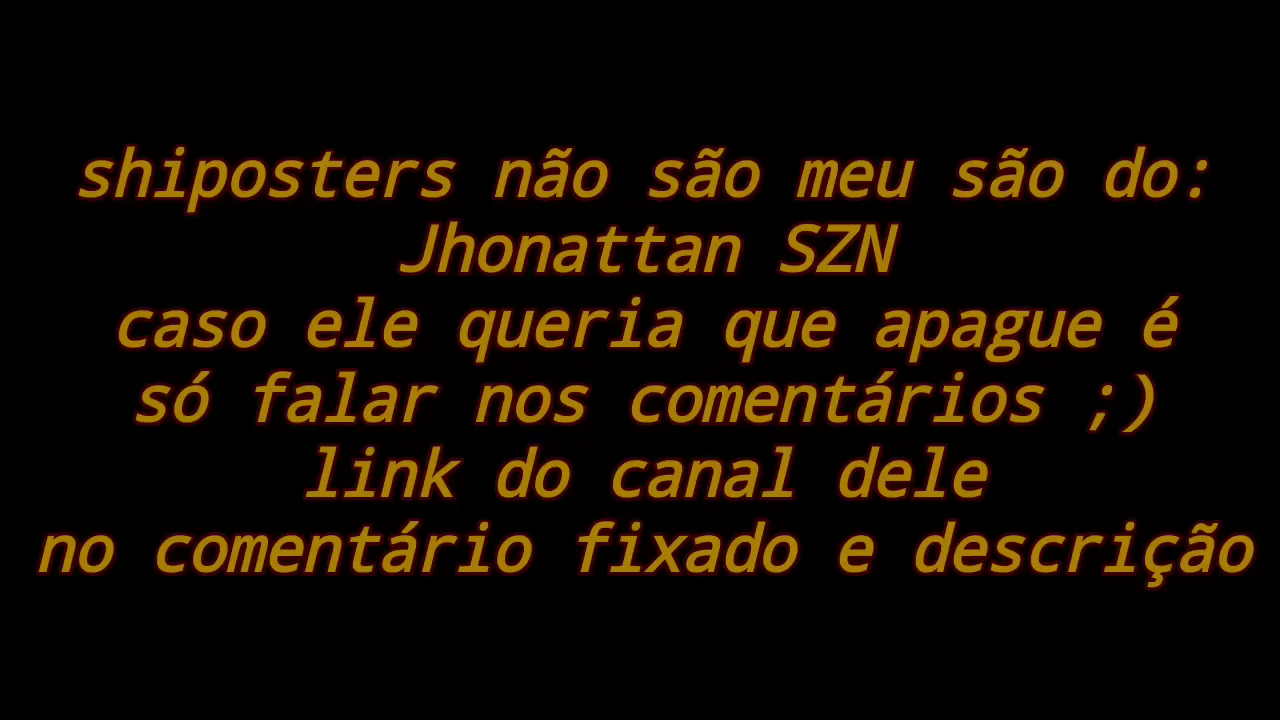 shiposters não são meu são do:
Jhonattan SZN
caso ele queria que apague é
só falar nos comentários ;)
link do canal dele
no comentário fixado e descrição